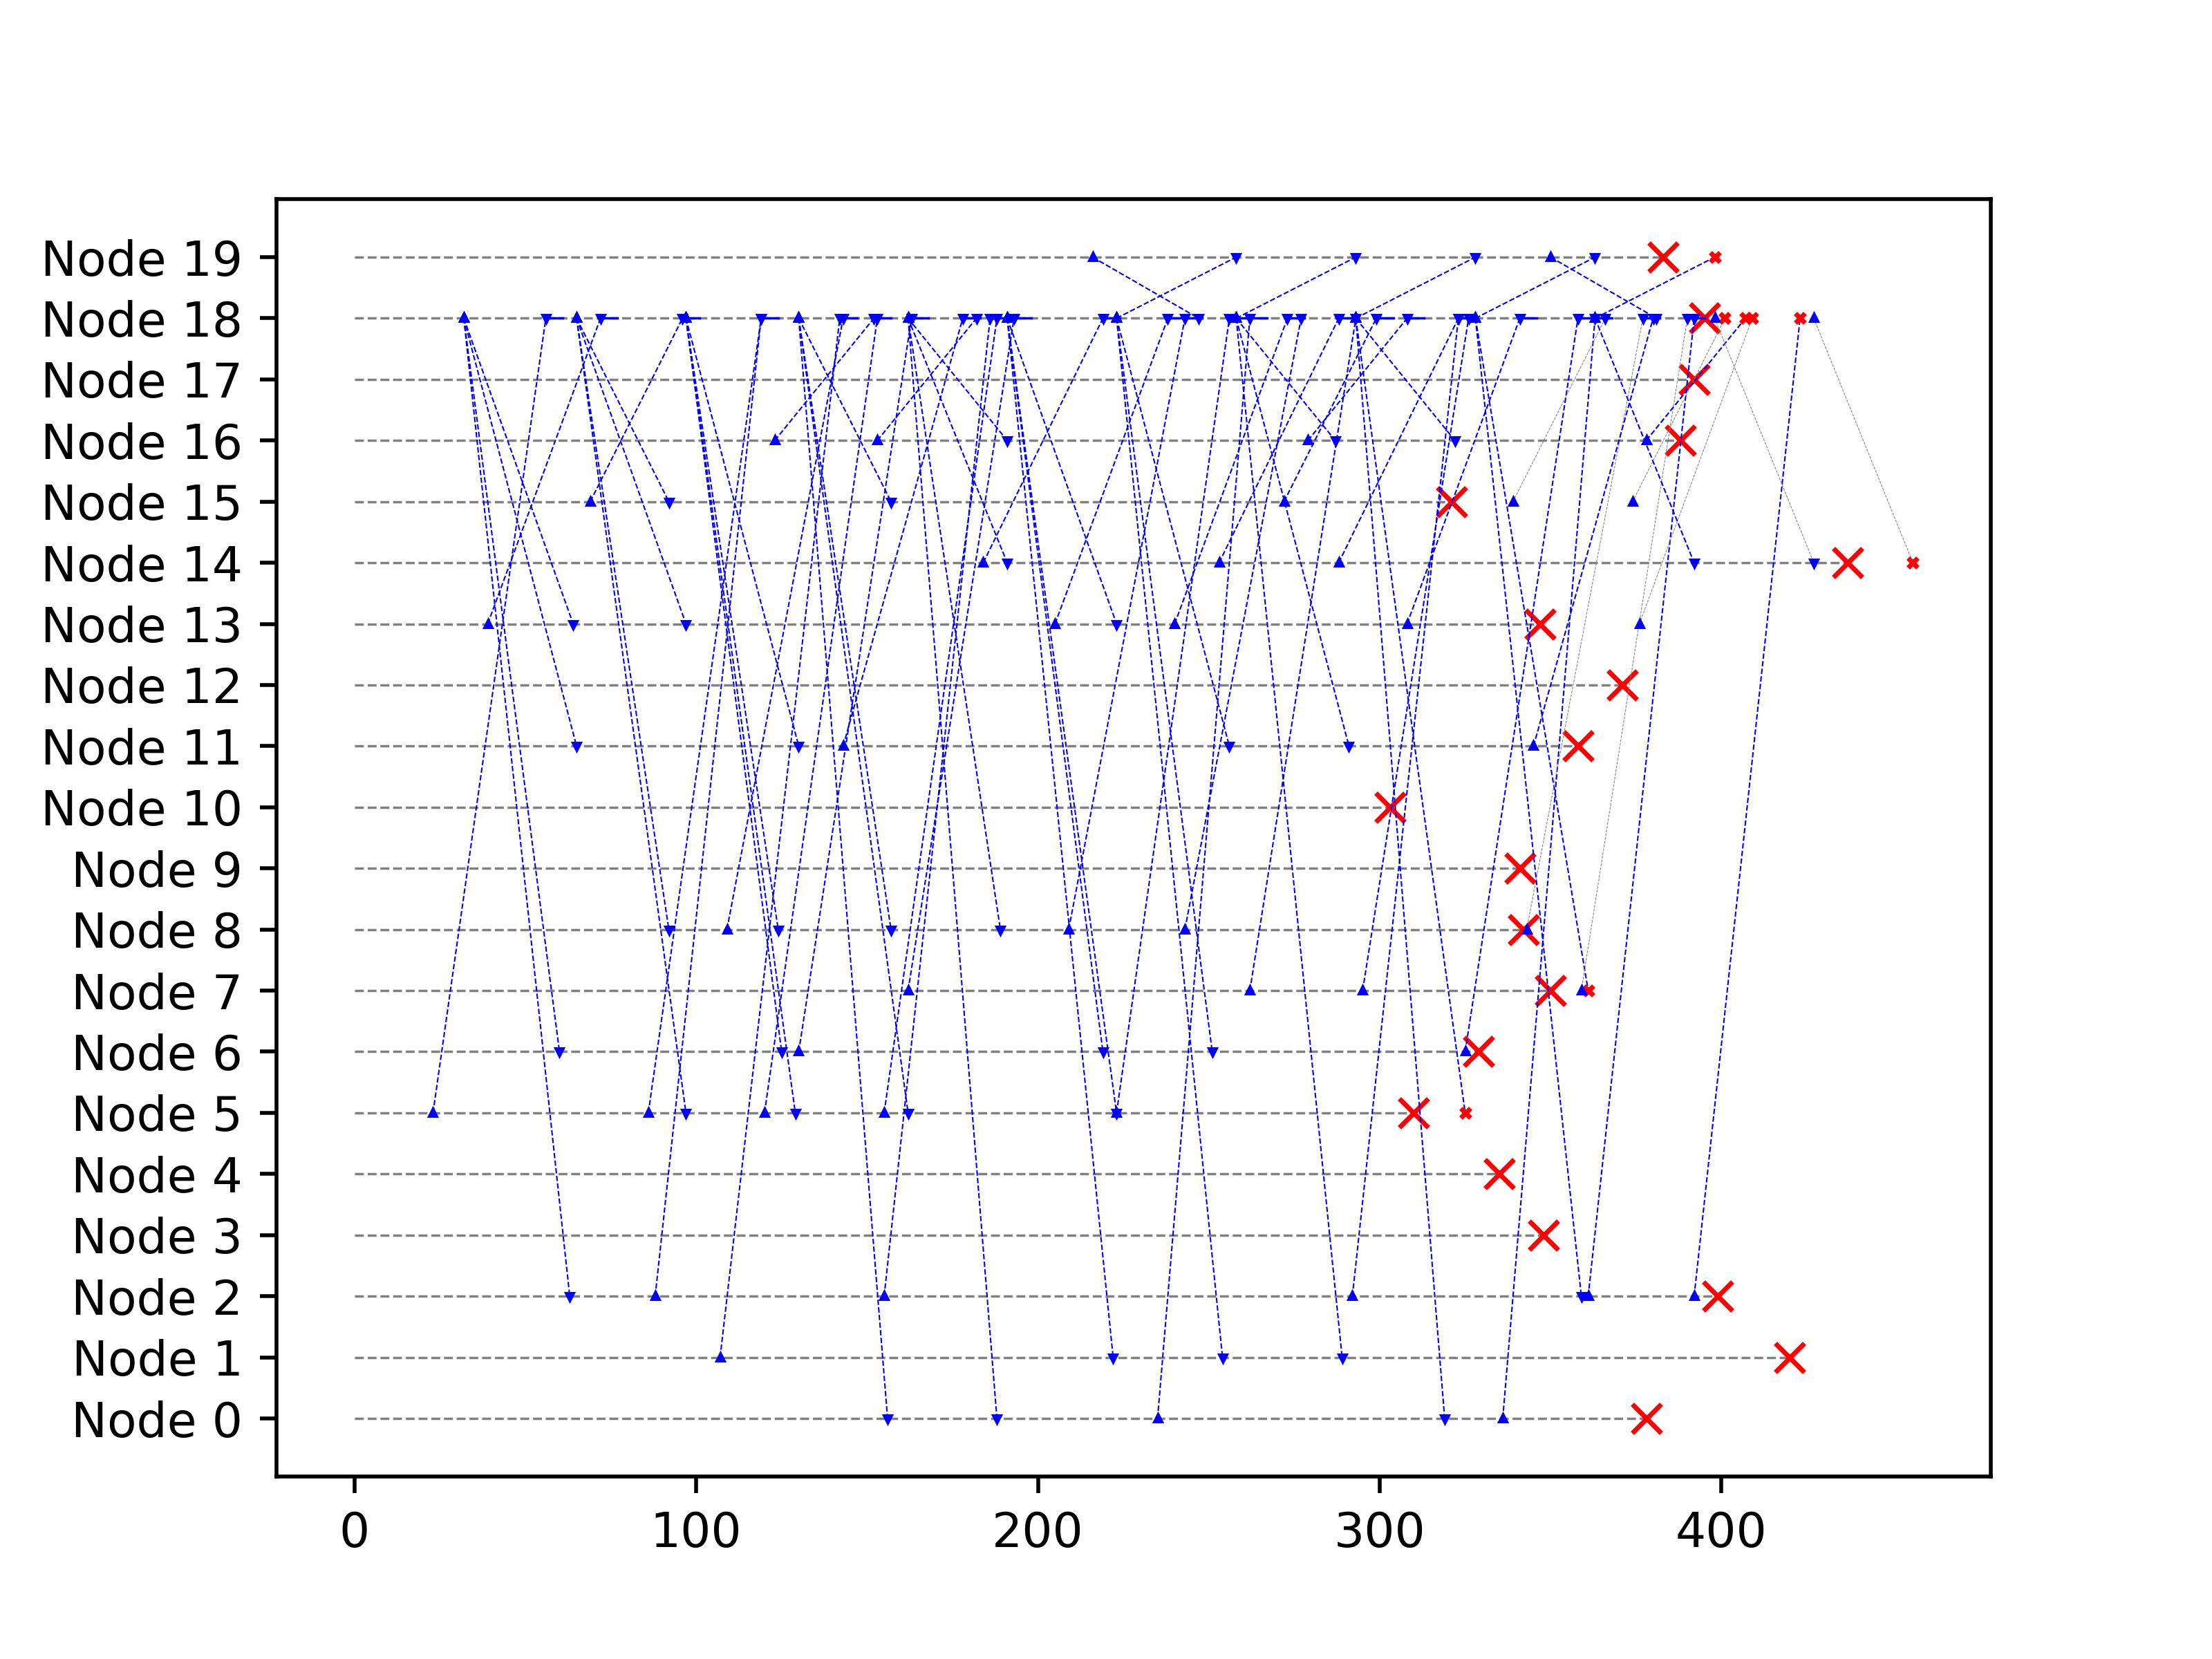 Node 19
Node 18
Node 17
Node 16
Node 15
Node 14
Node 13
Node 12
Node 11
Node 10
Node 9
Node 8
Node 7
Node 6
Node 5
Node 4
Node 3
Node 2
Node 1
Node 0
0 100 200 300 400